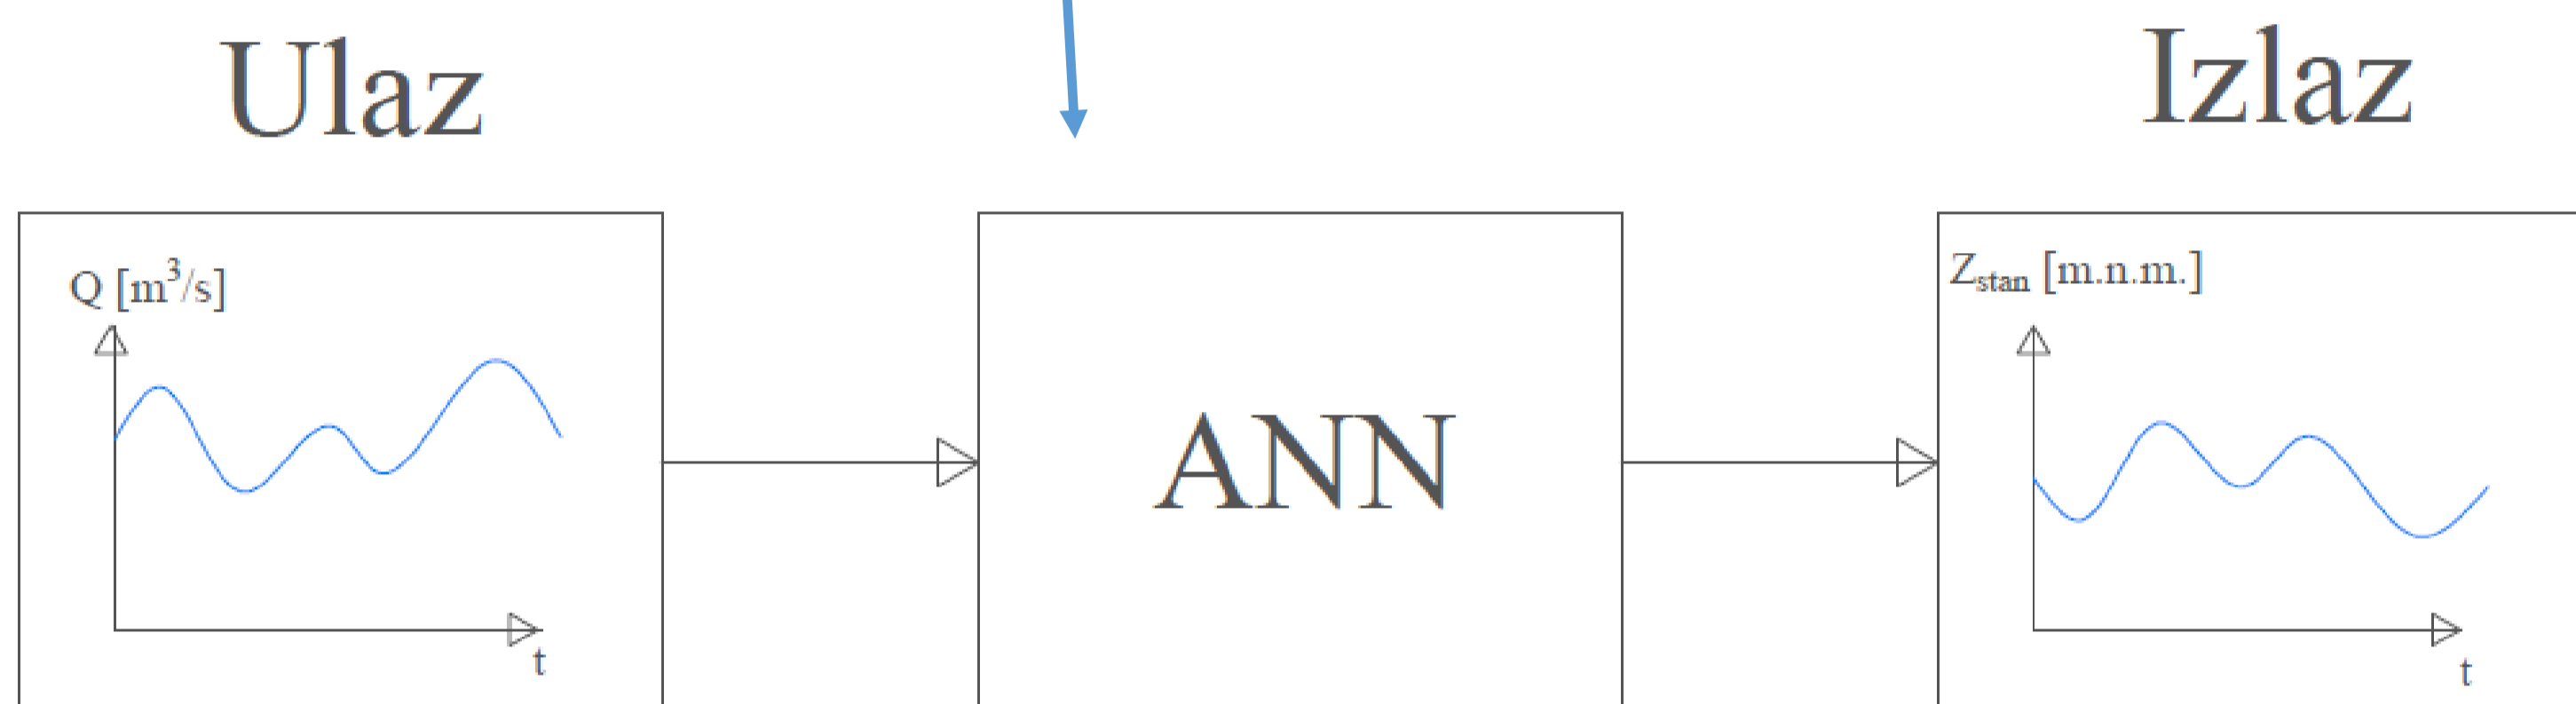 Ulaz
Izlaz
Q [m³/s]
t
ANN
Zstan [m.n.m.]
t